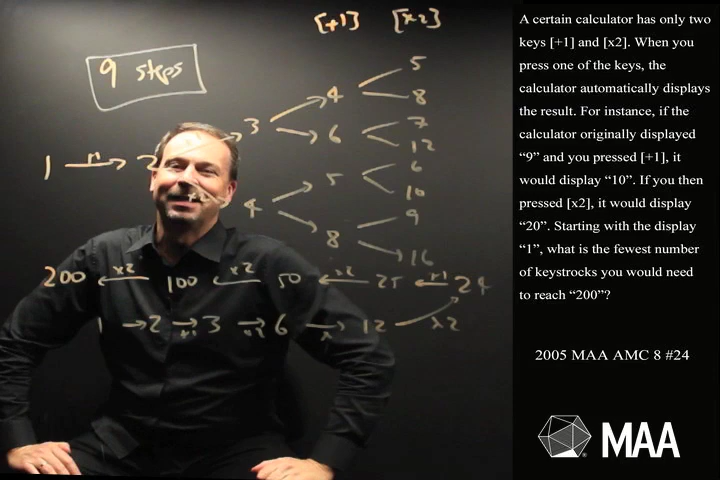 [+1] [x2]
9 steps
5
4
8
3
7
6
12
1 +1 2
6
5
10
4
9
8
16
200 x2 100 x2 50 x2 25 +1 24
1 2 3 6 12 x2
A certain calculator has only two
keys [+1] and [x2]. When you
press one of the keys, the
calculator automatically displays
the result. For instance, if the
calculator originally displayed
“9” and you pressed [+1], it
would display “10”. If you then
pressed [x2], it would display
“20”. Starting with the display
“1”, what is the fewest number
of keystrocks you would need
to reach “200”?
2005 MAA AMC 8 #24
MAA